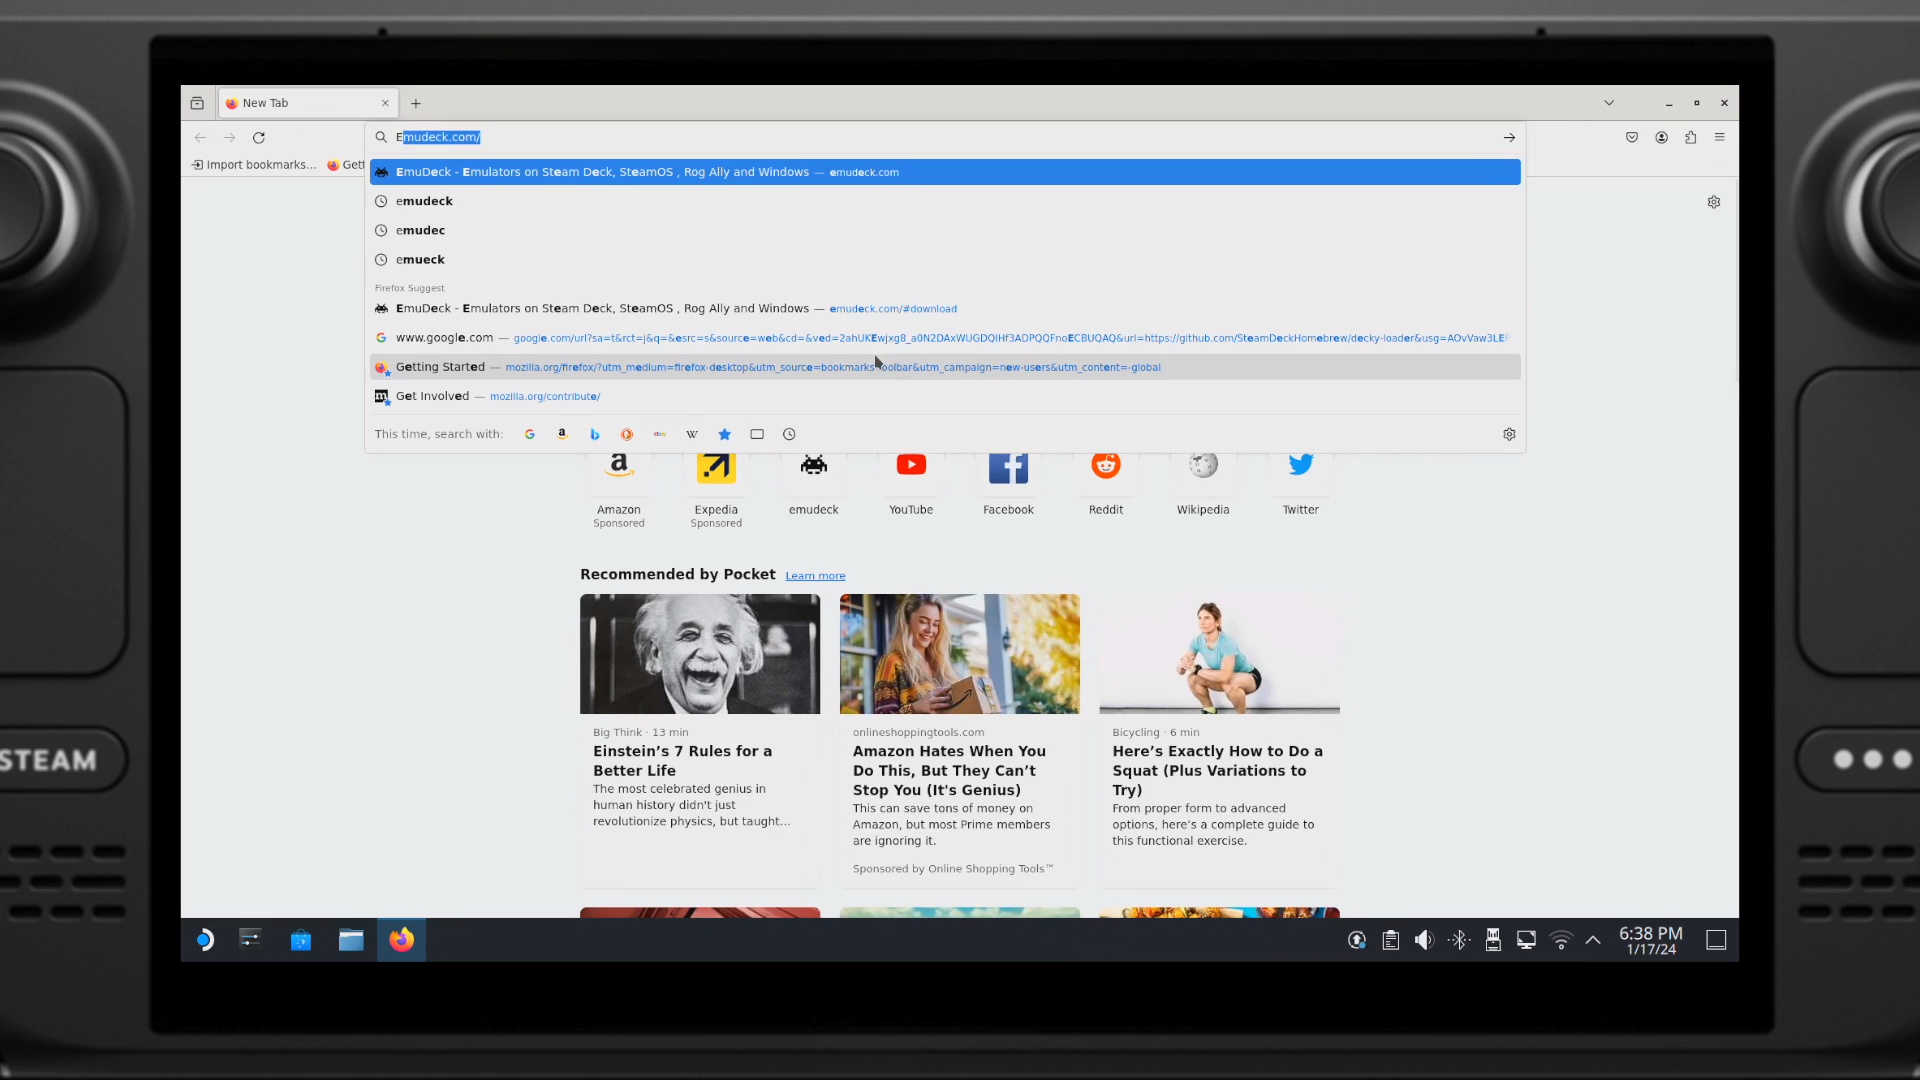 New Tab
Emudeck.com/
Import bookmarks...
Gett
EmuDeck - Emulators on Steam Deck, SteamOS , Rog Ally and Windows — emudeck.com
emudeck
emudec
emueck
Firefox Suggest
EmuDeck - Emulators on Steam Deck, SteamOS , Rog Ally and Windows — emudeck.com/#download
www.google.com — google.com/url?sa=t&rct=j&q=&esrc=s&source=web&cd=&ved=2ahUKEwjxg8_a0N2DAxWUGDQIHf3ADPQQFnoECBUQAQ&url=https://github.com/SteamDeckHomebrew/decky-loader&usg=AOvVaw3LEF
Getting Started — mozilla.org/firefox/?utm_medium=firefox-desktop&utm_source=bookmarks-toolbar&utm_campaign=new-users&utm_content=-global
Get Involved — mozilla.org/contribute/
This time, search with:
Amazon
Sponsored
Expedia
Sponsored
emudeck
YouTube
Facebook
Reddit
Wikipedia
Twitter
Recommended by Pocket Learn more
Big Think · 13 min
Einstein’s 7 Rules for a
Better Life
The most celebrated genius in
human history didn't just
revolutionize physics, but taught...
onlineshoppingtools.com
Amazon Hates When You
Do This, But They Can’t
Stop You (It's Genius)
This can save tons of money on
Amazon, but most Prime members
are ignoring it.
Sponsored by Online Shopping Tools™
Bicycling · 6 min
Here’s Exactly How to Do a
Squat (Plus Variations to
Try)
From proper form to advanced
options, here’s a complete guide to
this functional exercise.
STEAM
6:38 PM
1/17/24